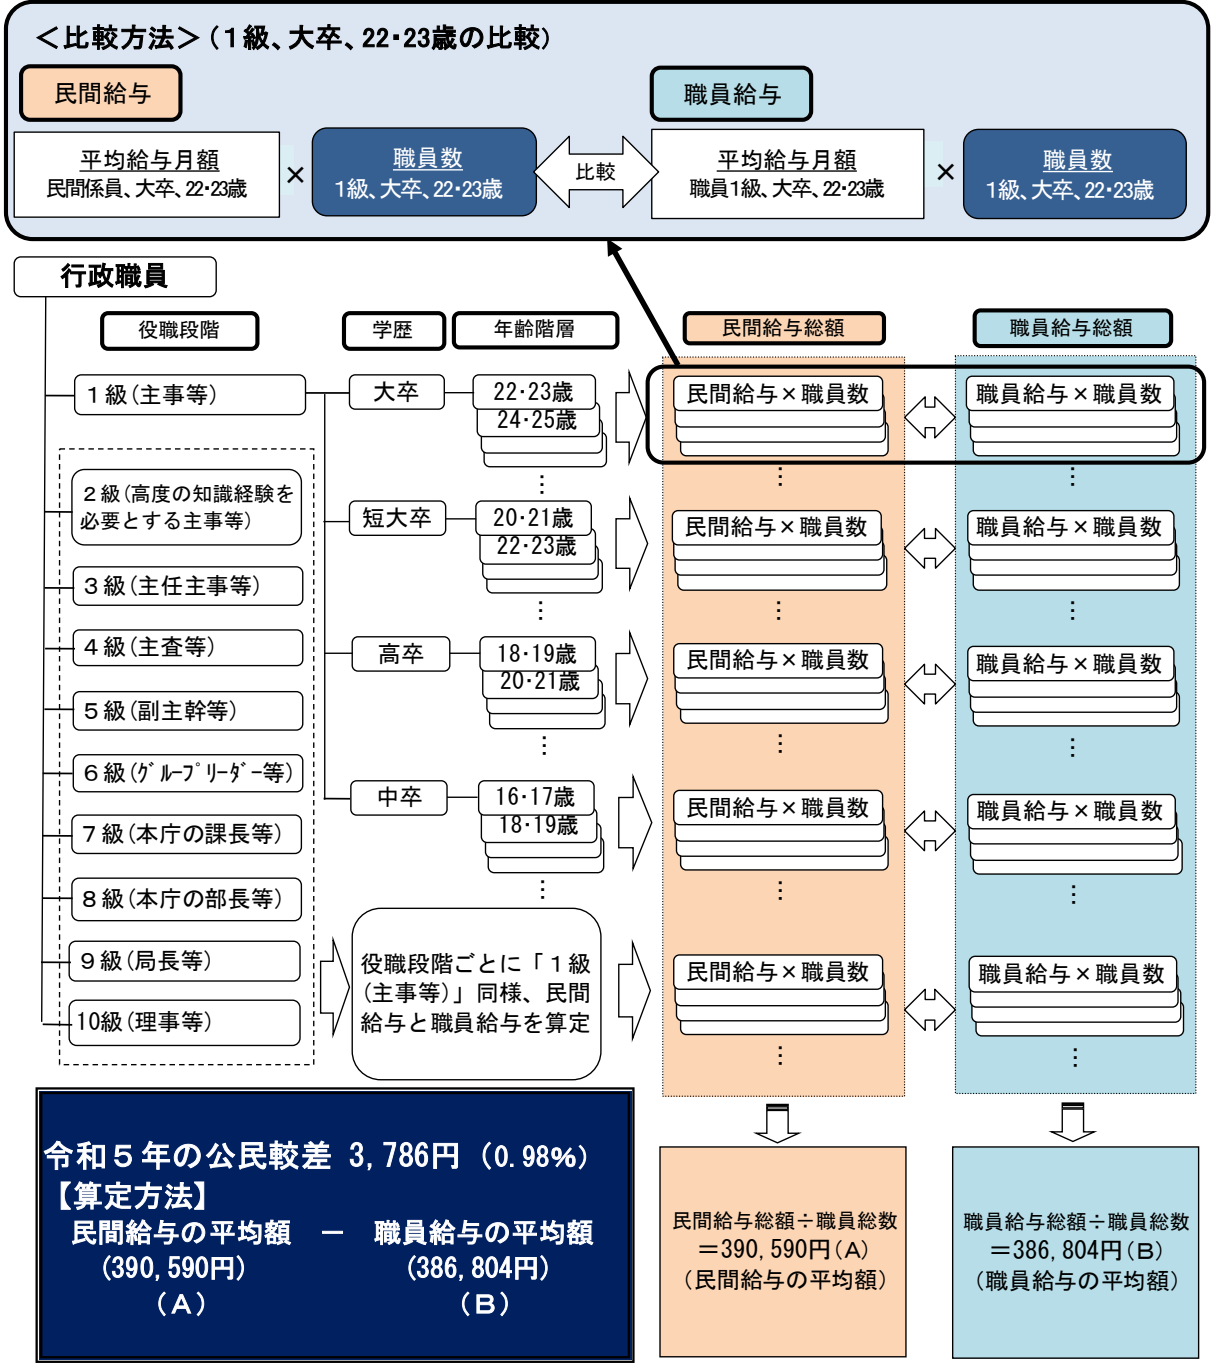 ＜比較方法＞（１級、大卒、22・23歳の比較）
民間給与
職員給与
平均給与月額
民間係員、大卒、22・23歳
×
職員数
1級、大卒、22・23歳
比較
平均給与月額
職員1級、大卒、22・23歳
×
職員数
1級、大卒、22・23歳
行政職員
役職段階
学歴
年齢階層
民間給与総額
職員給与総額
１級（主事等）
大卒
22・23歳
24・25歳
⋮
民間給与×職員数
⋮
職員給与×職員数
⋮
２級（高度の知識経験を
必要とする主事等）
短大卒
20・21歳
22・23歳
⋮
民間給与×職員数
⋮
職員給与×職員数
⋮
３級（主任主事等）
４級（主査等）
高卒
18・19歳
20・21歳
⋮
民間給与×職員数
⋮
職員給与×職員数
⋮
５級（副主幹等）
６級（ｸﾞﾙｰﾌﾟﾘｰﾀﾞｰ等）
中卒
16・17歳
18・19歳
⋮
民間給与×職員数
⋮
職員給与×職員数
⋮
７級（本庁の課長等）
８級（本庁の部長等）
９級（局長等）
10級（理事等）
役職段階ごとに「１級
（主事等）」同様、民間
給与と職員給与を算定
民間給与×職員数
⋮
職員給与×職員数
⋮
令和５年の公民較差 3,786円（0.98%）
【算定方法】
民間給与の平均額 － 職員給与の平均額
（390,590円） （386,804円）
（Ａ） （Ｂ）
民間給与総額÷職員総数
＝390,590円（Ａ）
（民間給与の平均額）
職員給与総額÷職員総数
＝386,804円（Ｂ）
（職員給与の平均額）